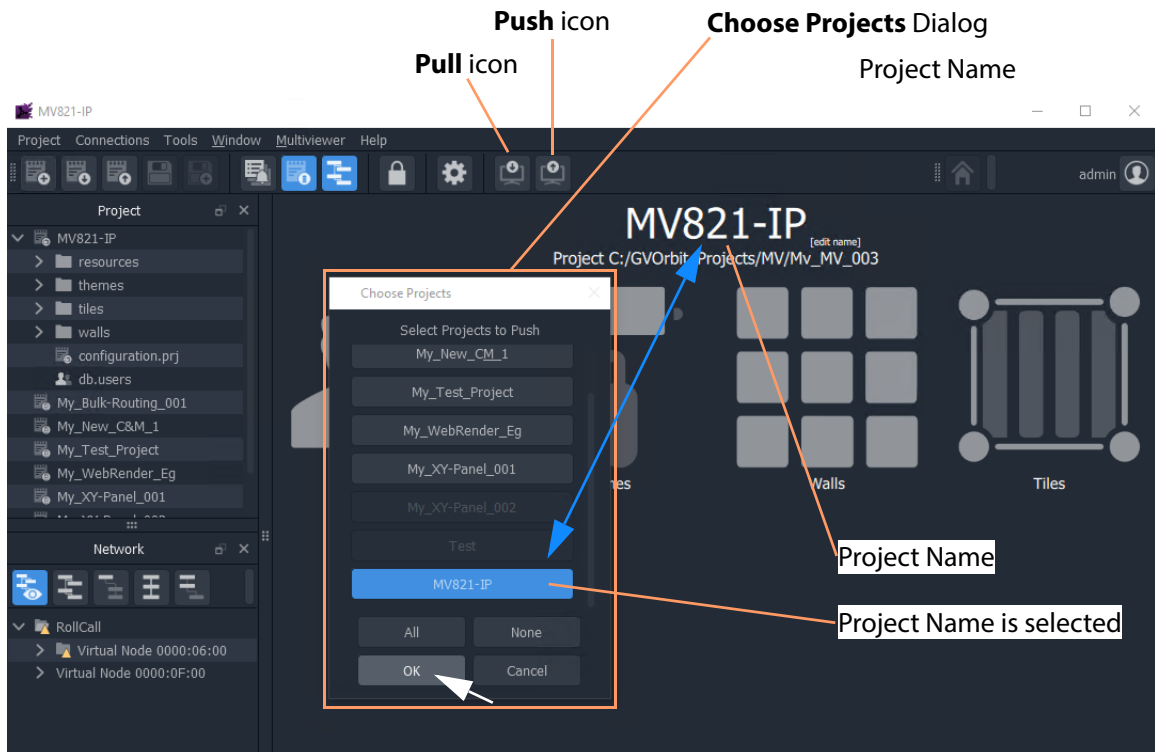 Push icon
Choose Projects Dialog
Pull icon
Project Name
MV821-IP
Project Connections Tools Window Multiviewer Help
admin
Project
MV821-IP
resources
themes
tiles
walls
configuration.prj
db.users
My_Bulk-Routing_001
My_New_C&M_1
My_Test_Project
My_WebRender_Eg
My_XY-Panel_001
Network
RollCall
Virtual Node 0000:06:00
Virtual Node 0000:0F:00
MV821-IP
[edit name]
Project C:/GVOrbit_Projects/MV/Mv_MV_003
Choose Projects
Select Projects to Push
My_New_CM_1
My_Test_Project
My_WebRender_Eg
My_XY-Panel_001
My_XY-Panel_002
Test
MV821-IP
All None
OK Cancel
Walls
Tiles
Project Name
Project Name is selected